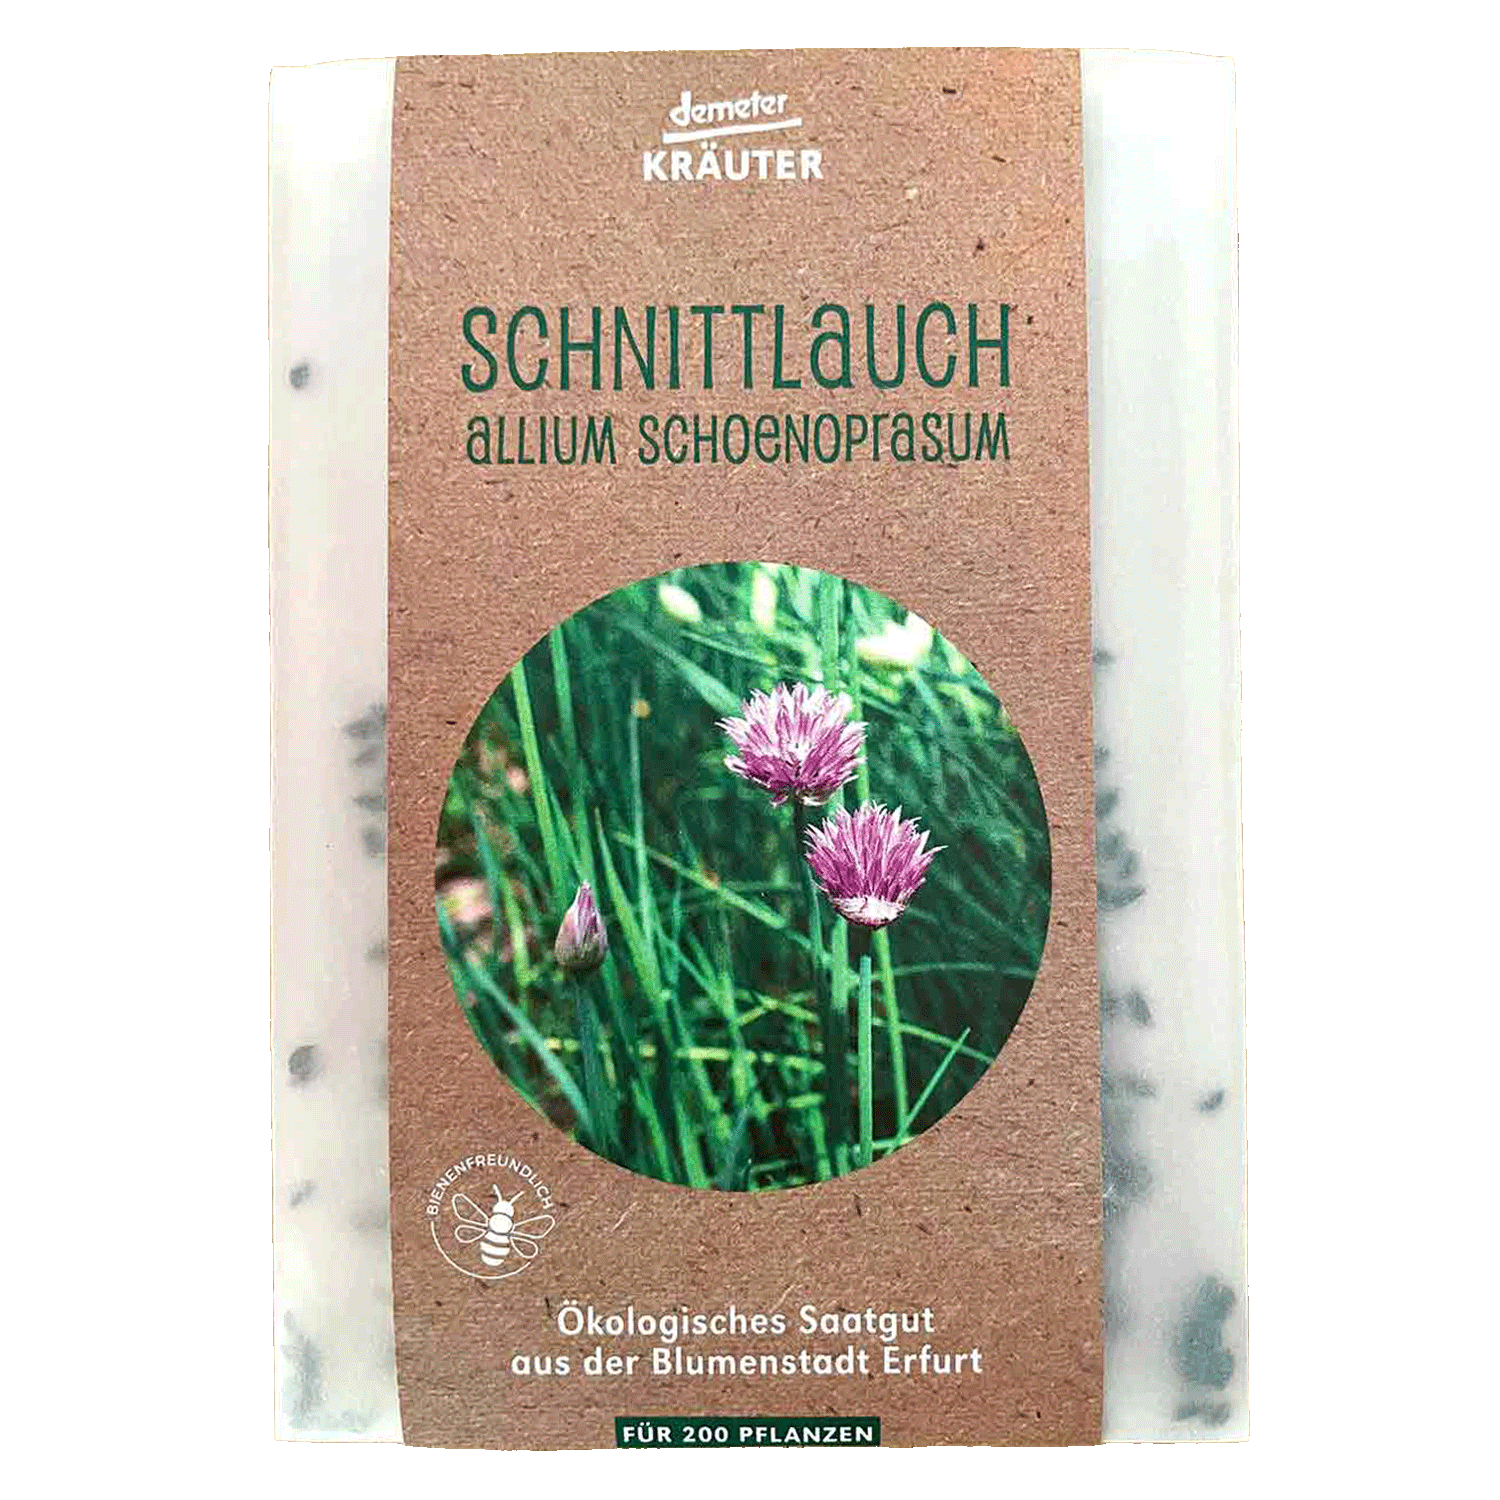 demeter
KRÄUTER
SCHNITTLaUCH
aLLIUM SCHOeNOPraSUM
BIENENFREUNDLICH
Ökologisches Saatgut
aus der Blumenstadt Erfurt
FÜR 200 PFLANZEN